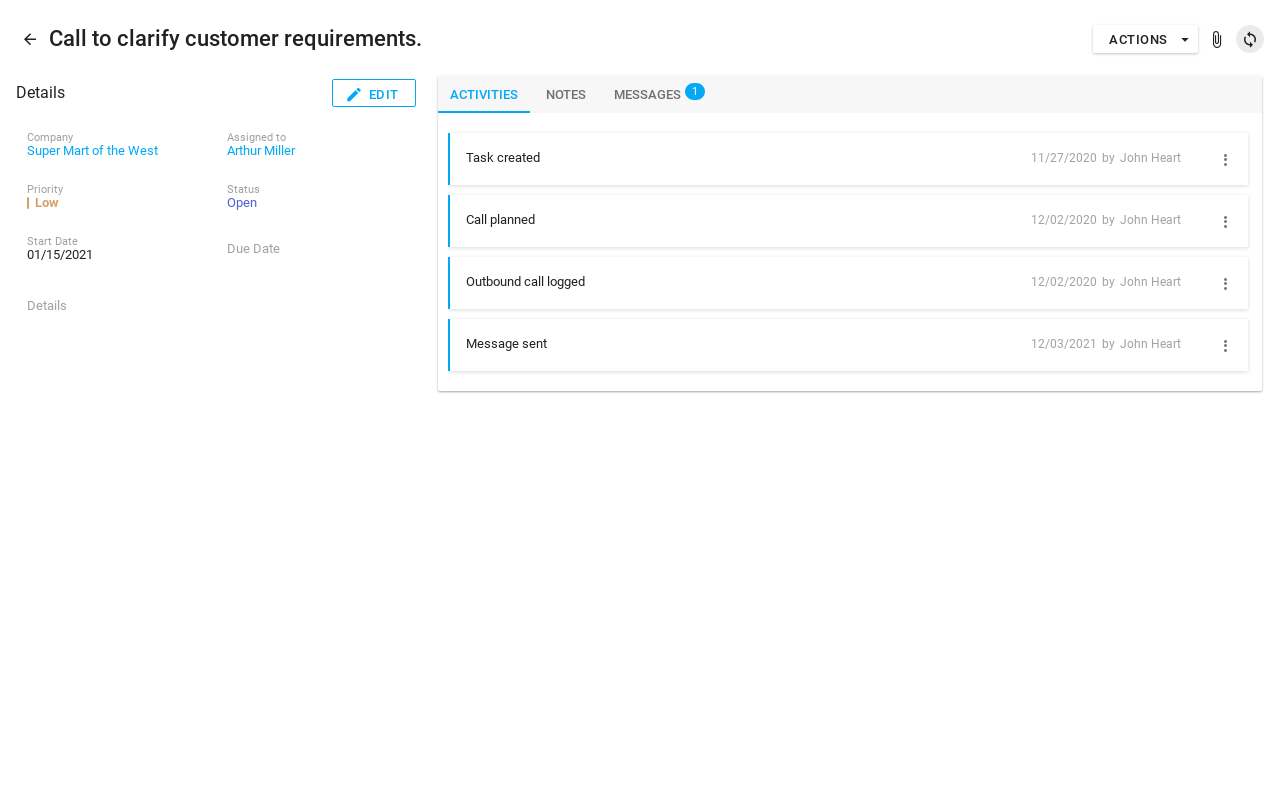 Call to clarify customer requirements.
ACTIONS
Details
EDIT
Company
Super Mart of the West
Assigned to
Arthur Miller
Priority
Low
Status
Open
Start Date
01/15/2021
Due Date
Details
ACTIVITIES NOTES MESSAGES 1
Task created 11/27/2020 by John Heart
Call planned 12/02/2020 by John Heart
Outbound call logged 12/02/2020 by John Heart
Message sent 12/03/2021 by John Heart